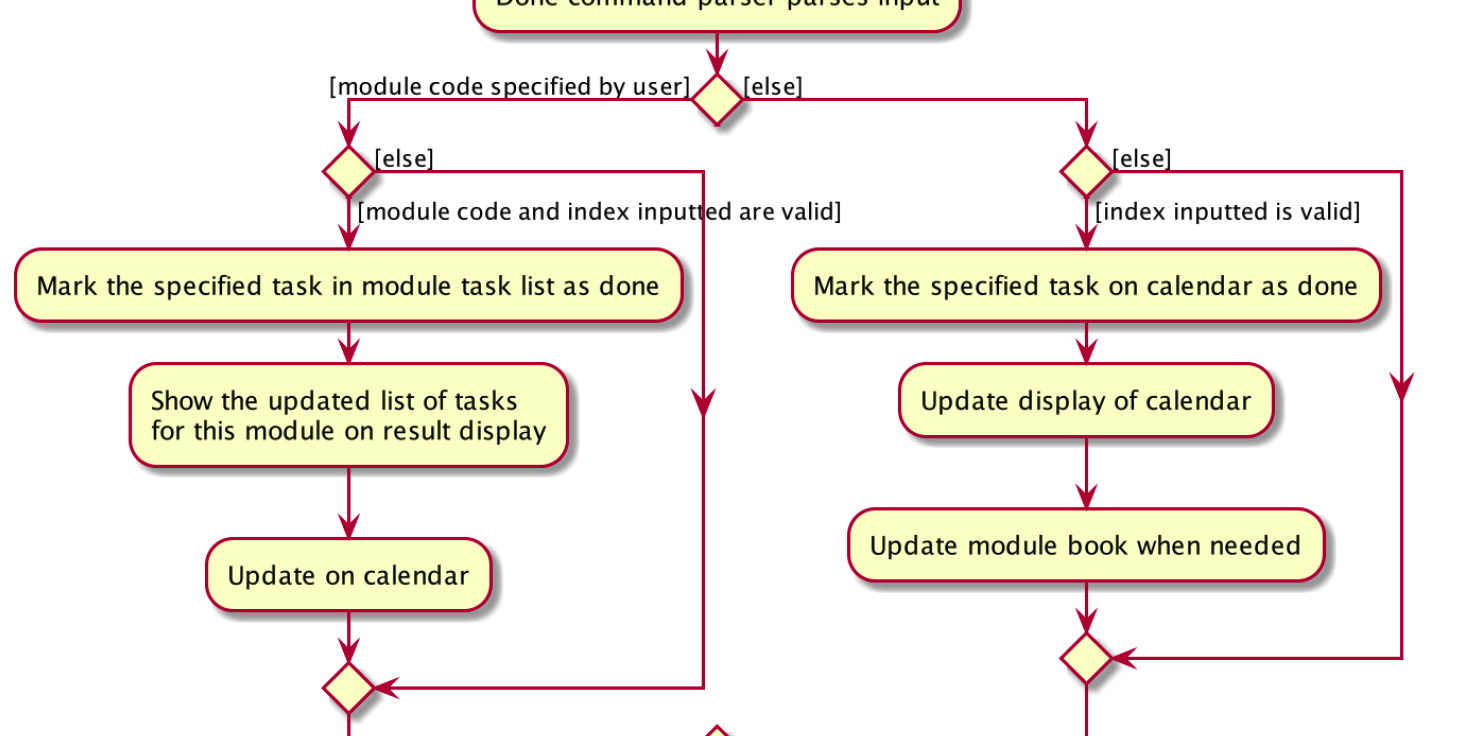 Done command parser parses input
[module code specified by user]
[else]
[else]
[else]
[module code and index inputted are valid]
[index inputted is valid]
Mark the specified task in module task list as done
Mark the specified task on calendar as done
Show the updated list of tasks
for this module on result display
Update display of calendar
Update module book when needed
Update on calendar